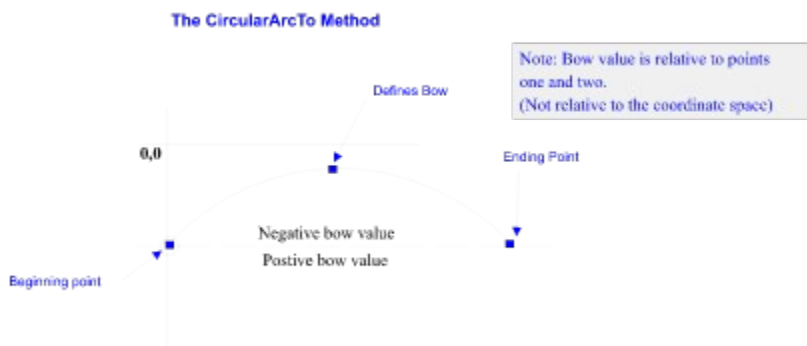 The CircularArcTo Method
Note: Bow value is relative to points
one and two.
(Not relative to the coordinate space)
Defines Bow
0,0
Ending Point
Negative bow value
Postive bow value
Beginning point